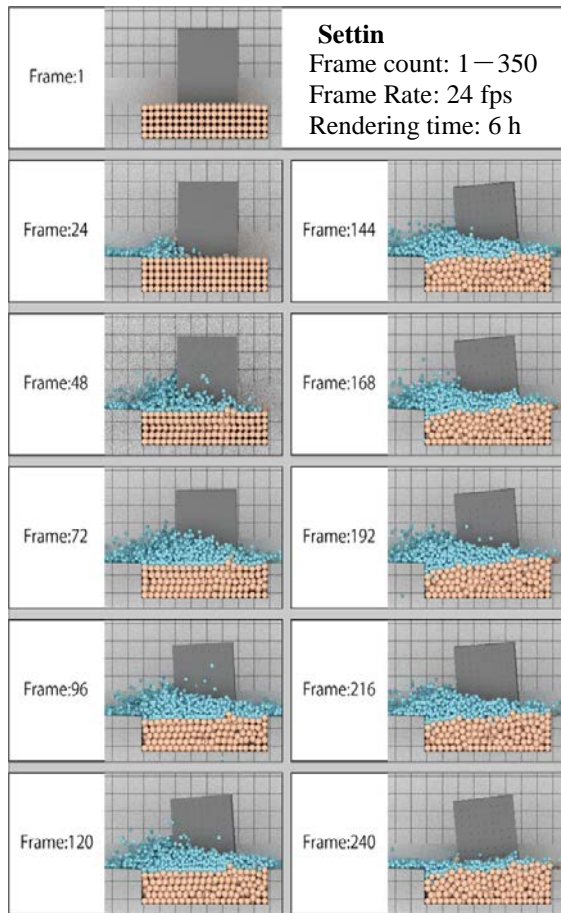 Frame:1
Settin
Frame count: 1－350
Frame Rate: 24 fps
Rendering time: 6 h
Frame:24
Frame:144
Frame:48
Frame:168
Frame:72
Frame:192
Frame:96
Frame:216
Frame:120
Frame:240